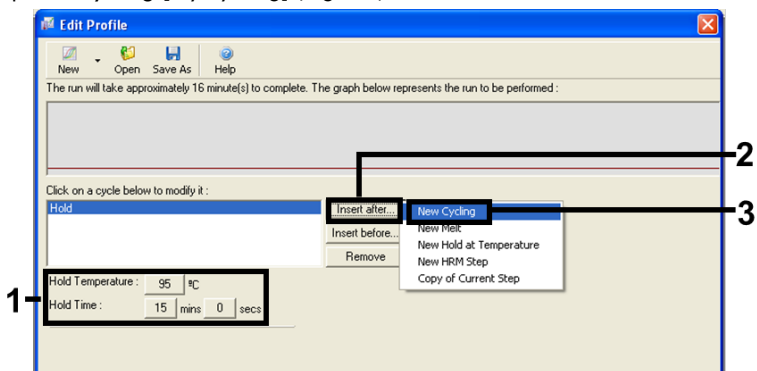 Edit Profile
New Open Save As Help
The run will take approximately 16 minute(s) to complete. The graph below represents the run to be performed :
2
Click on a cycle below to modify it :
Hold
Insert after...
New Cycling
3
Insert before...
New Melt
New Hold at Temperature
Remove
New HRM Step
Copy of Current Step
1
Hold Temperature : 95 ºC
Hold Time : 15 mins 0 secs